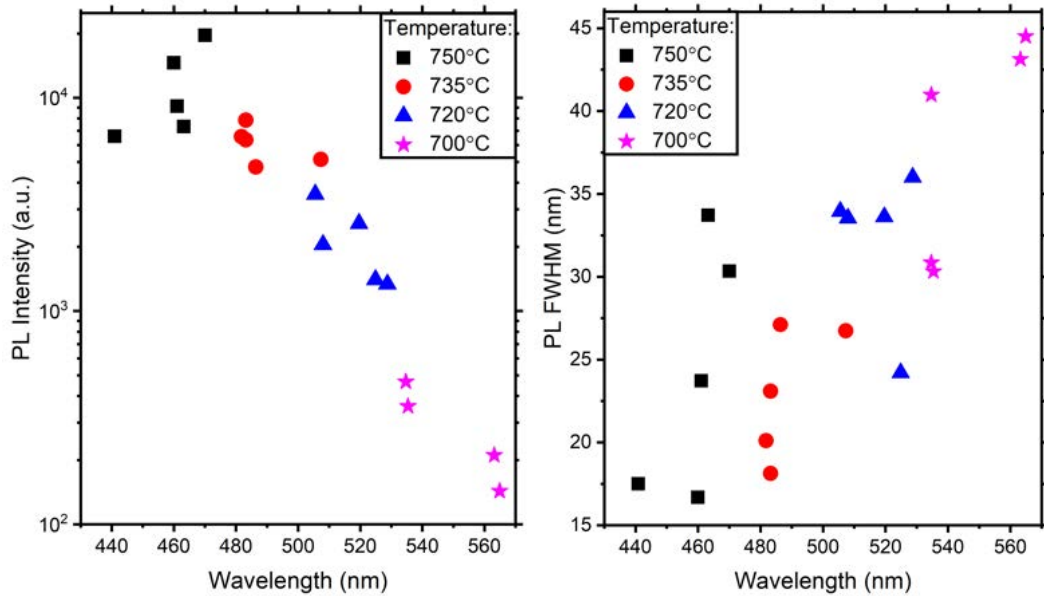 Temperature:
750°C
735°C
720°C
700°C
10⁴
10³
10²
PL Intensity (a.u.)
440 460 480 500 520 540 560
Wavelength (nm)
Temperature:
750°C
735°C
720°C
700°C
45
40
35
30
25
20
15
PL FWHM (nm)
440 460 480 500 520 540 560
Wavelength (nm)